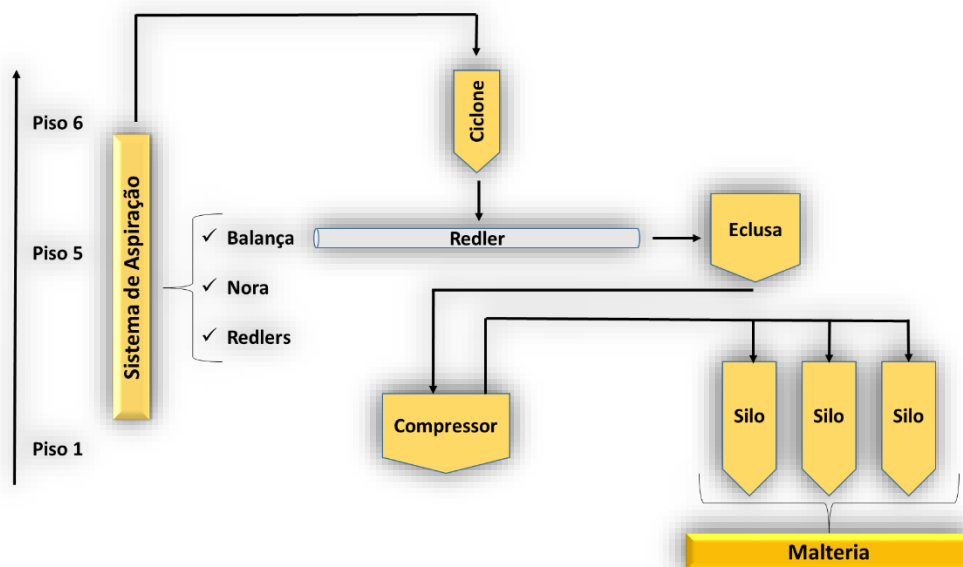 Piso 6
Piso 5
Piso 1
Sistema de Aspiração
✓ Balança
✓ Nora
✓ Redlers
Ciclone
Redler
Eclusa
Compressor
Silo
Silo
Silo
Malteria